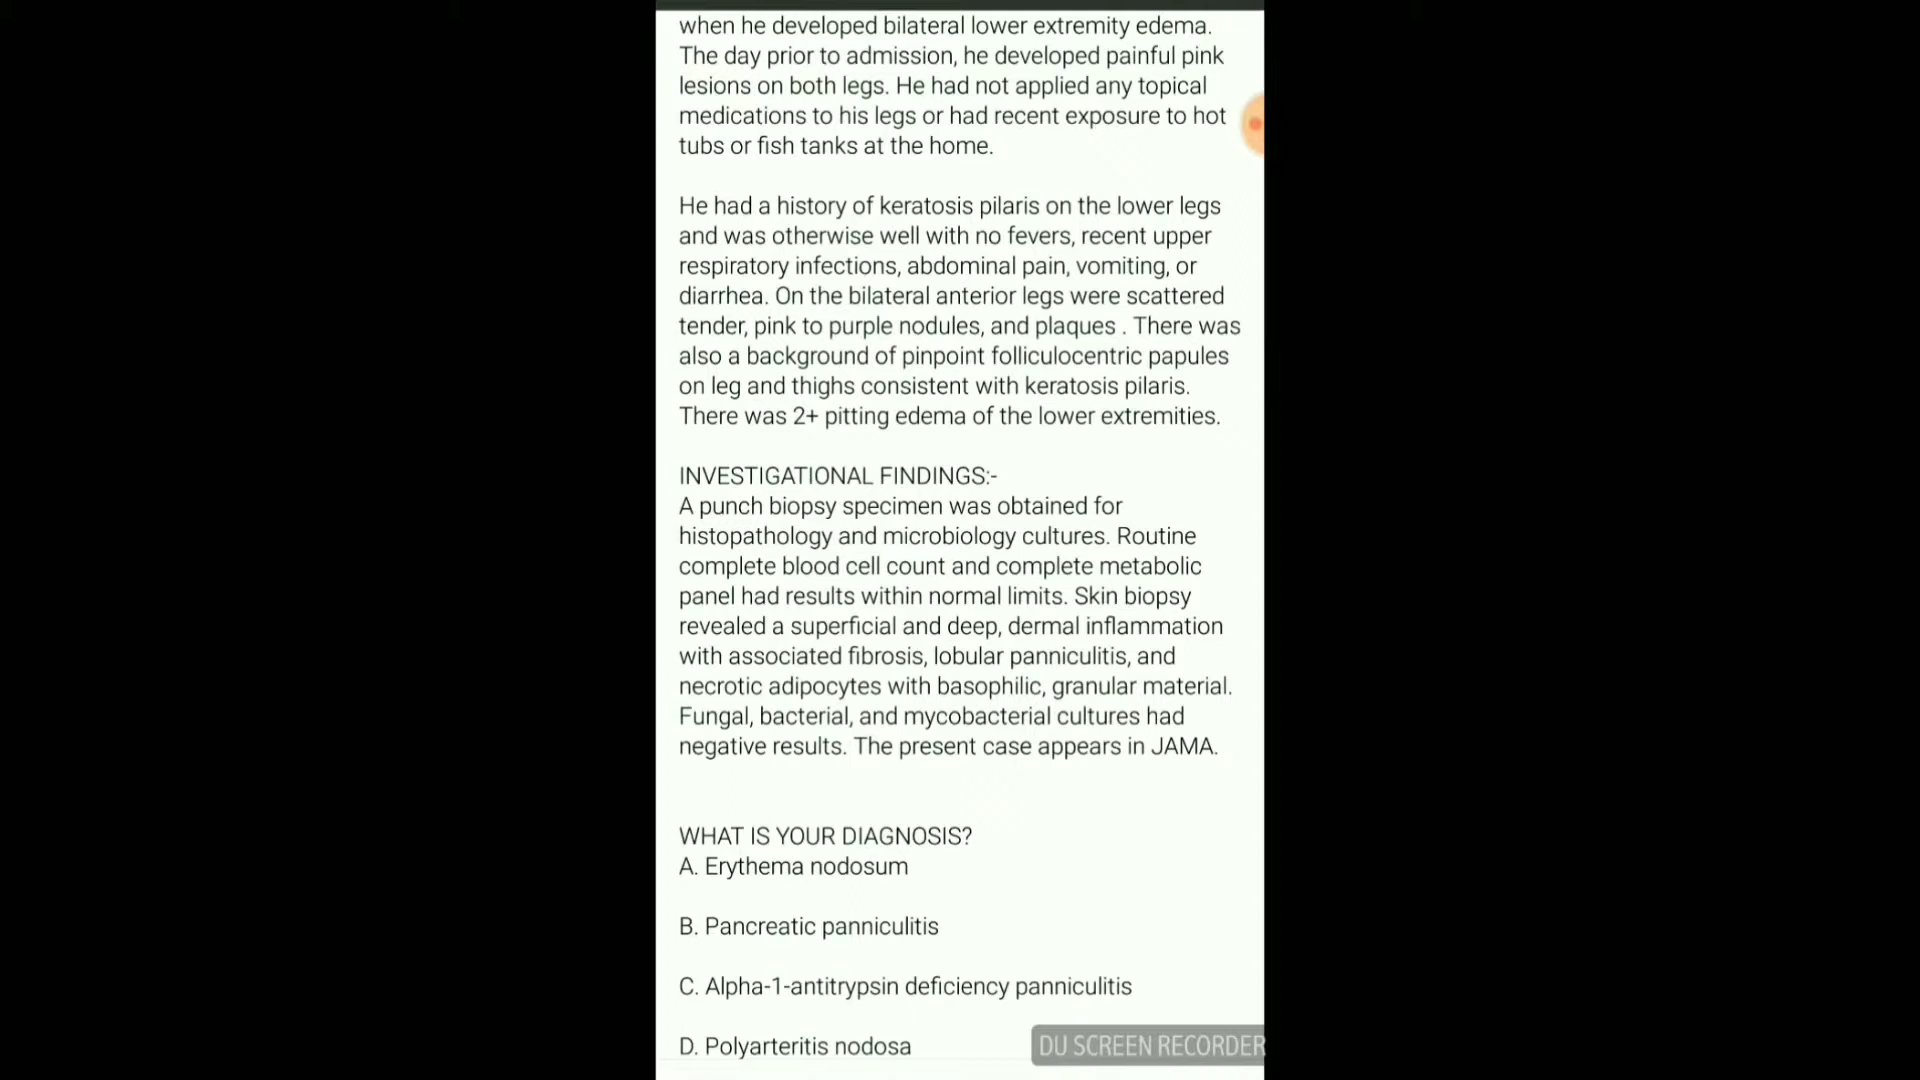 when he developed bilateral lower extremity edema.
The day prior to admission, he developed painful pink
lesions on both legs. He had not applied any topical
medications to his legs or had recent exposure to hot
tubs or fish tanks at the home.
He had a history of keratosis pilaris on the lower legs
and was otherwise well with no fevers, recent upper
respiratory infections, abdominal pain, vomiting, or
diarrhea. On the bilateral anterior legs were scattered
tender, pink to purple nodules, and plaques . There was
also a background of pinpoint folliculocentric papules
on leg and thighs consistent with keratosis pilaris.
There was 2+ pitting edema of the lower extremities.
INVESTIGATIONAL FINDINGS:-
A punch biopsy specimen was obtained for
histopathology and microbiology cultures. Routine
complete blood cell count and complete metabolic
panel had results within normal limits. Skin biopsy
revealed a superficial and deep, dermal inflammation
with associated fibrosis, lobular panniculitis, and
necrotic adipocytes with basophilic, granular material.
Fungal, bacterial, and mycobacterial cultures had
negative results. The present case appears in JAMA.
WHAT IS YOUR DIAGNOSIS?
A. Erythema nodosum
B. Pancreatic panniculitis
C. Alpha-1-antitrypsin deficiency panniculitis
D. Polyarteritis nodosa
DU SCREEN RECORDER